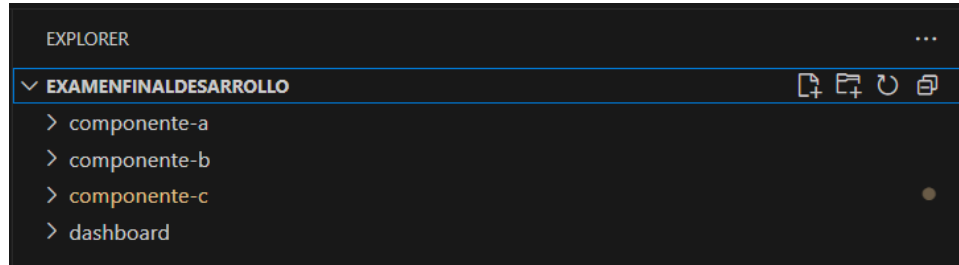 EXPLORER
EXAMENFINALDESARROLLO
componente-a
componente-b
componente-c
dashboard